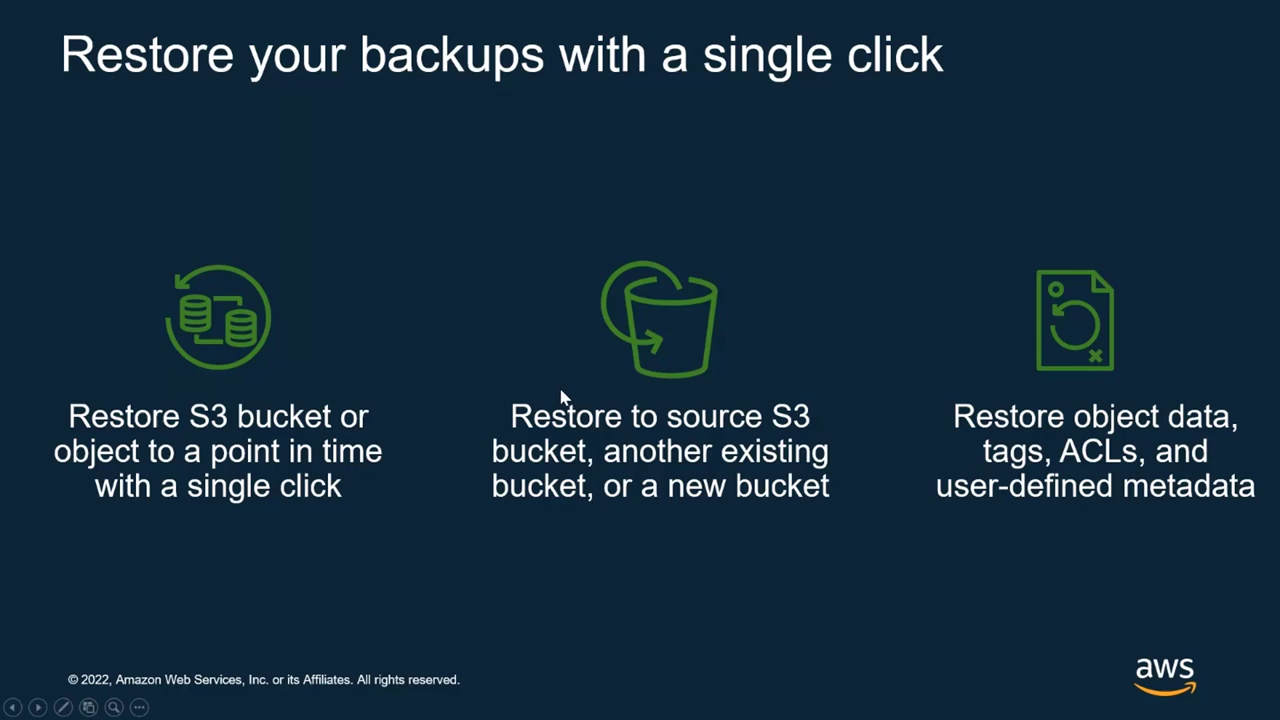 Restore your backups with a single click
Restore S3 bucket or
object to a point in time
with a single click
Restore to source S3
bucket, another existing
bucket, or a new bucket
Restore object data,
tags, ACLs, and
user-defined metadata
© 2022, Amazon Web Services, Inc. or its Affiliates. All rights reserved.
aws